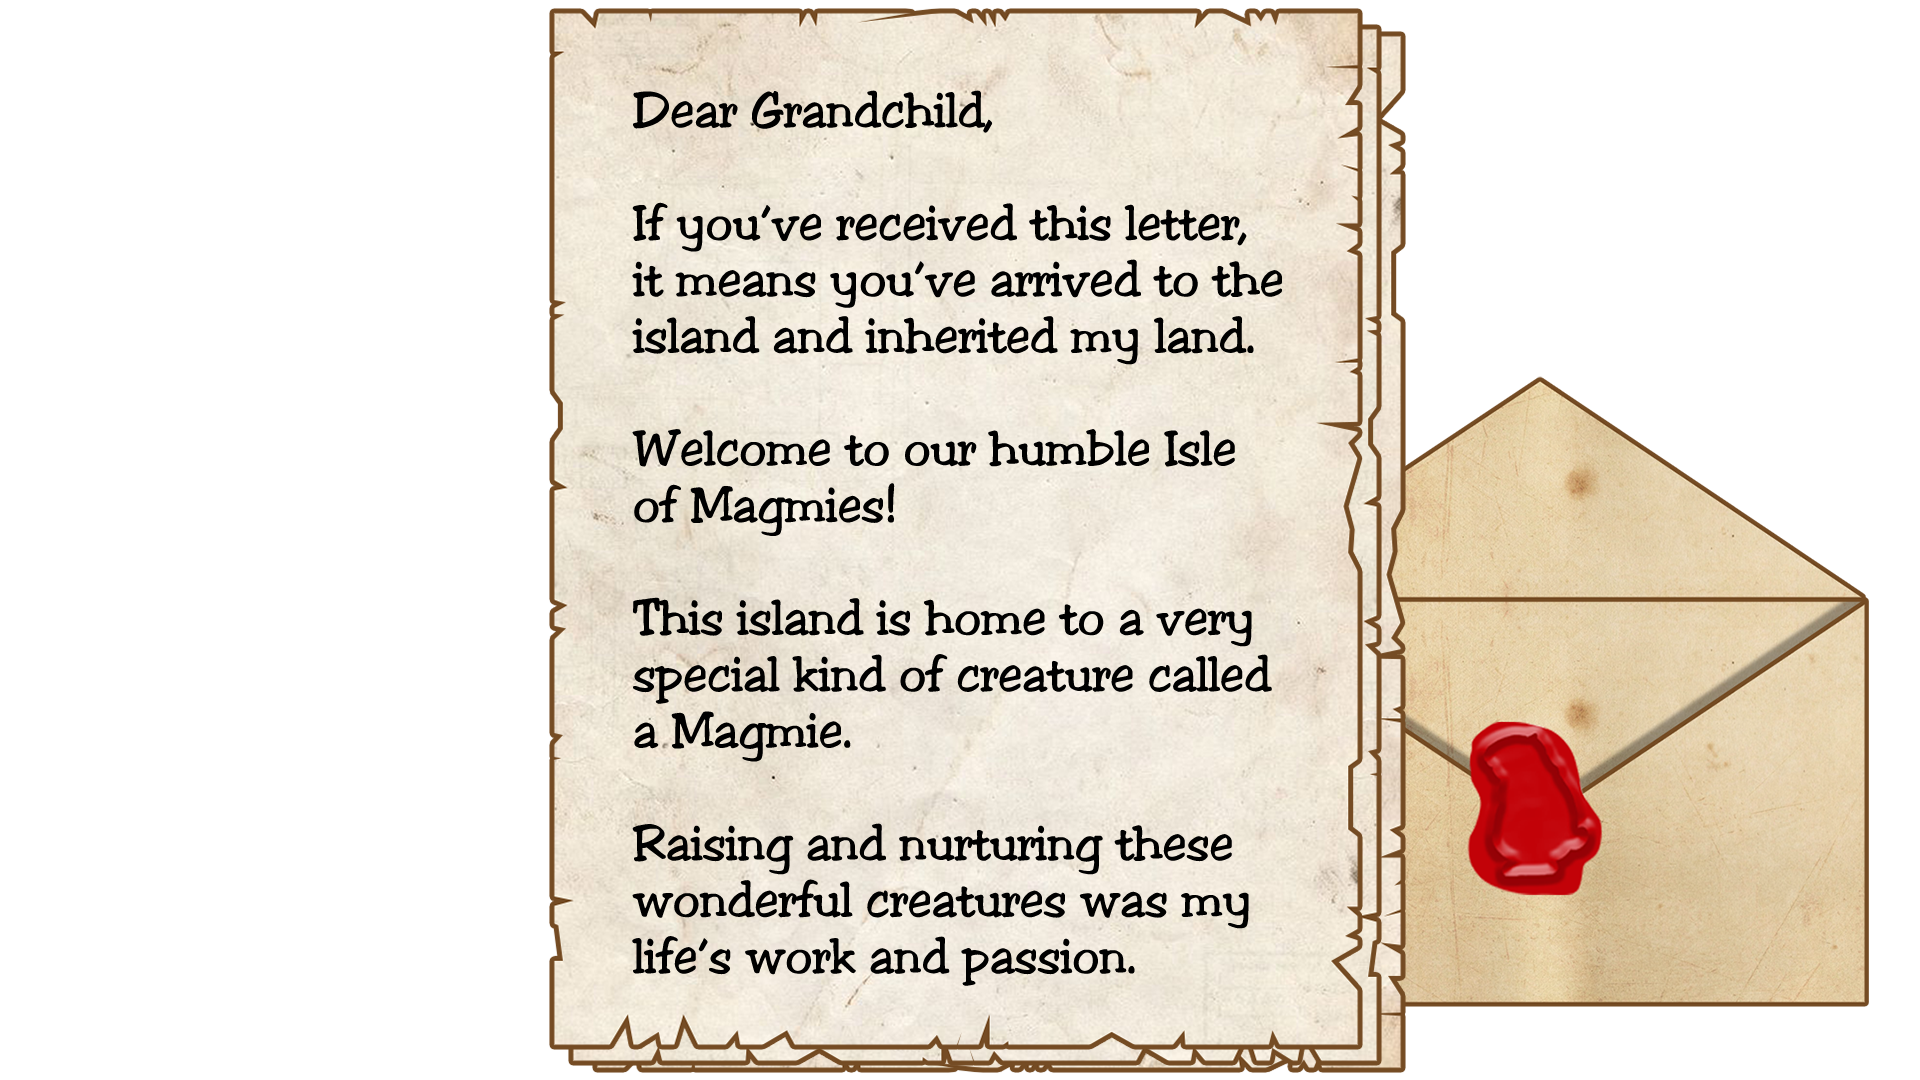 Dear Grandchild,
If you've received this letter,
it means you've arrived to the
island and inherited my land.
Welcome to our humble Isle
of Magmies!
This island is home to a very
special kind of creature called
a Magmie.
Raising and nurturing these
wonderful creatures was my
life's work and passion.